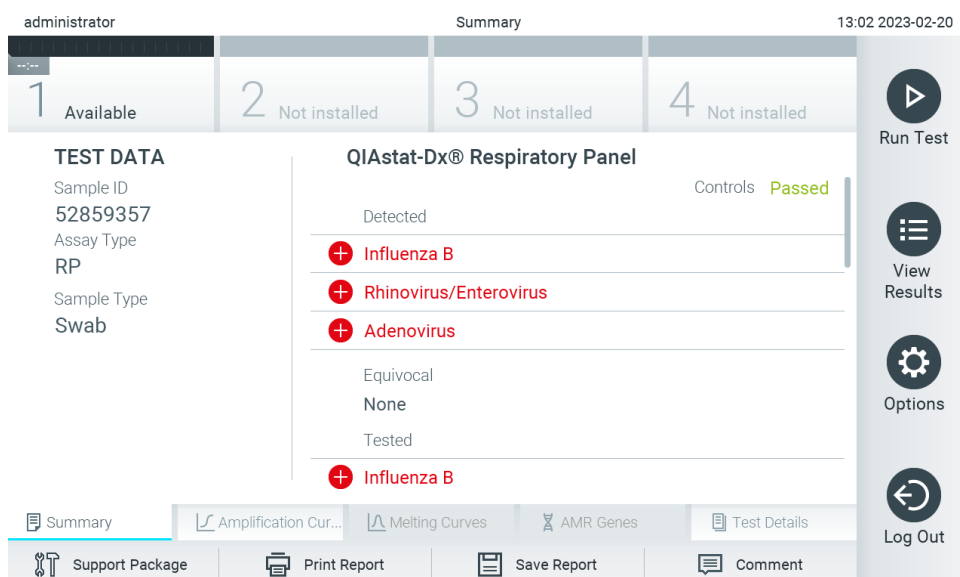 administrator Summary 13:02 2023-02-20
--:--
1 Available 2 Not installed 3 Not installed 4 Not installed
Run Test
TEST DATA
Sample ID
52859357
Assay Type
RP
Sample Type
Swab
QIAstat-Dx® Respiratory Panel
Controls Passed
Detected
Influenza B
Rhinovirus/Enterovirus
Adenovirus
Equivocal
None
Tested
Influenza B
View
Results
Options
Log Out
Summary Amplification Cur... Melting Curves AMR Genes Test Details
Support Package Print Report Save Report Comment